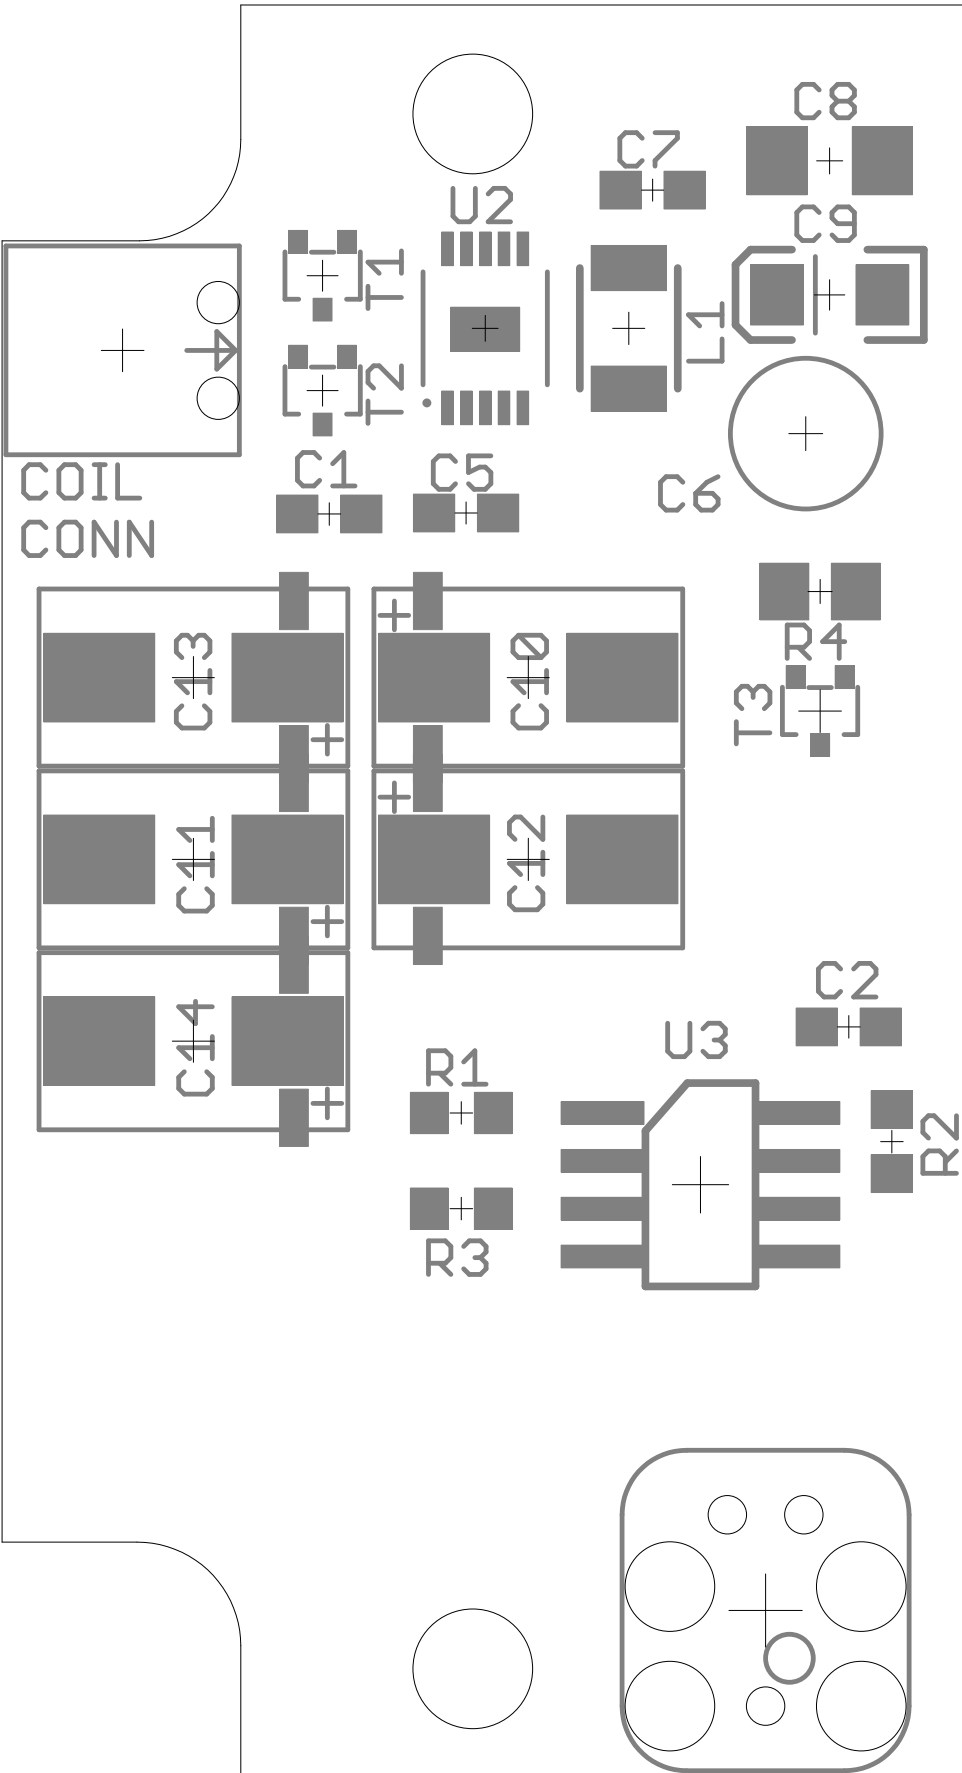 C8
C7
U2
C9
T1
L1
T2
C1
C5
COIL
CONN
C6
R4
C13
+
C10
+
T3
C11
+
C12
+
C2
U3
C14
+
R1
R2
R3